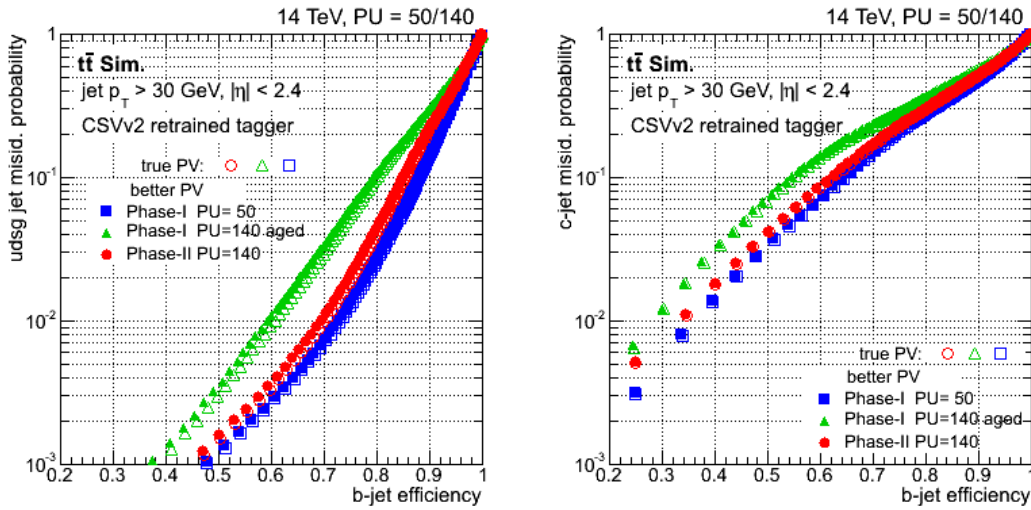 14 TeV, PU = 50/140
udsg jet misid. probability
1
10⁻¹
10⁻²
10⁻³
tt̄ Sim.
jet p_T > 30 GeV, |η| < 2.4
CSVv2 retrained tagger
true PV:
better PV
Phase-I PU= 50
Phase-I PU=140 aged
Phase-II PU=140
0.2 0.3 0.4 0.5 0.6 0.7 0.8 0.9 1
b-jet efficiency
14 TeV, PU = 50/140
c-jet misid. probability
1
10⁻¹
10⁻²
10⁻³
tt̄ Sim.
jet p_T > 30 GeV, |η| < 2.4
CSVv2 retrained tagger
true PV:
better PV
Phase-I PU= 50
Phase-I PU=140 aged
Phase-II PU=140
0.2 0.3 0.4 0.5 0.6 0.7 0.8 0.9 1
b-jet efficiency